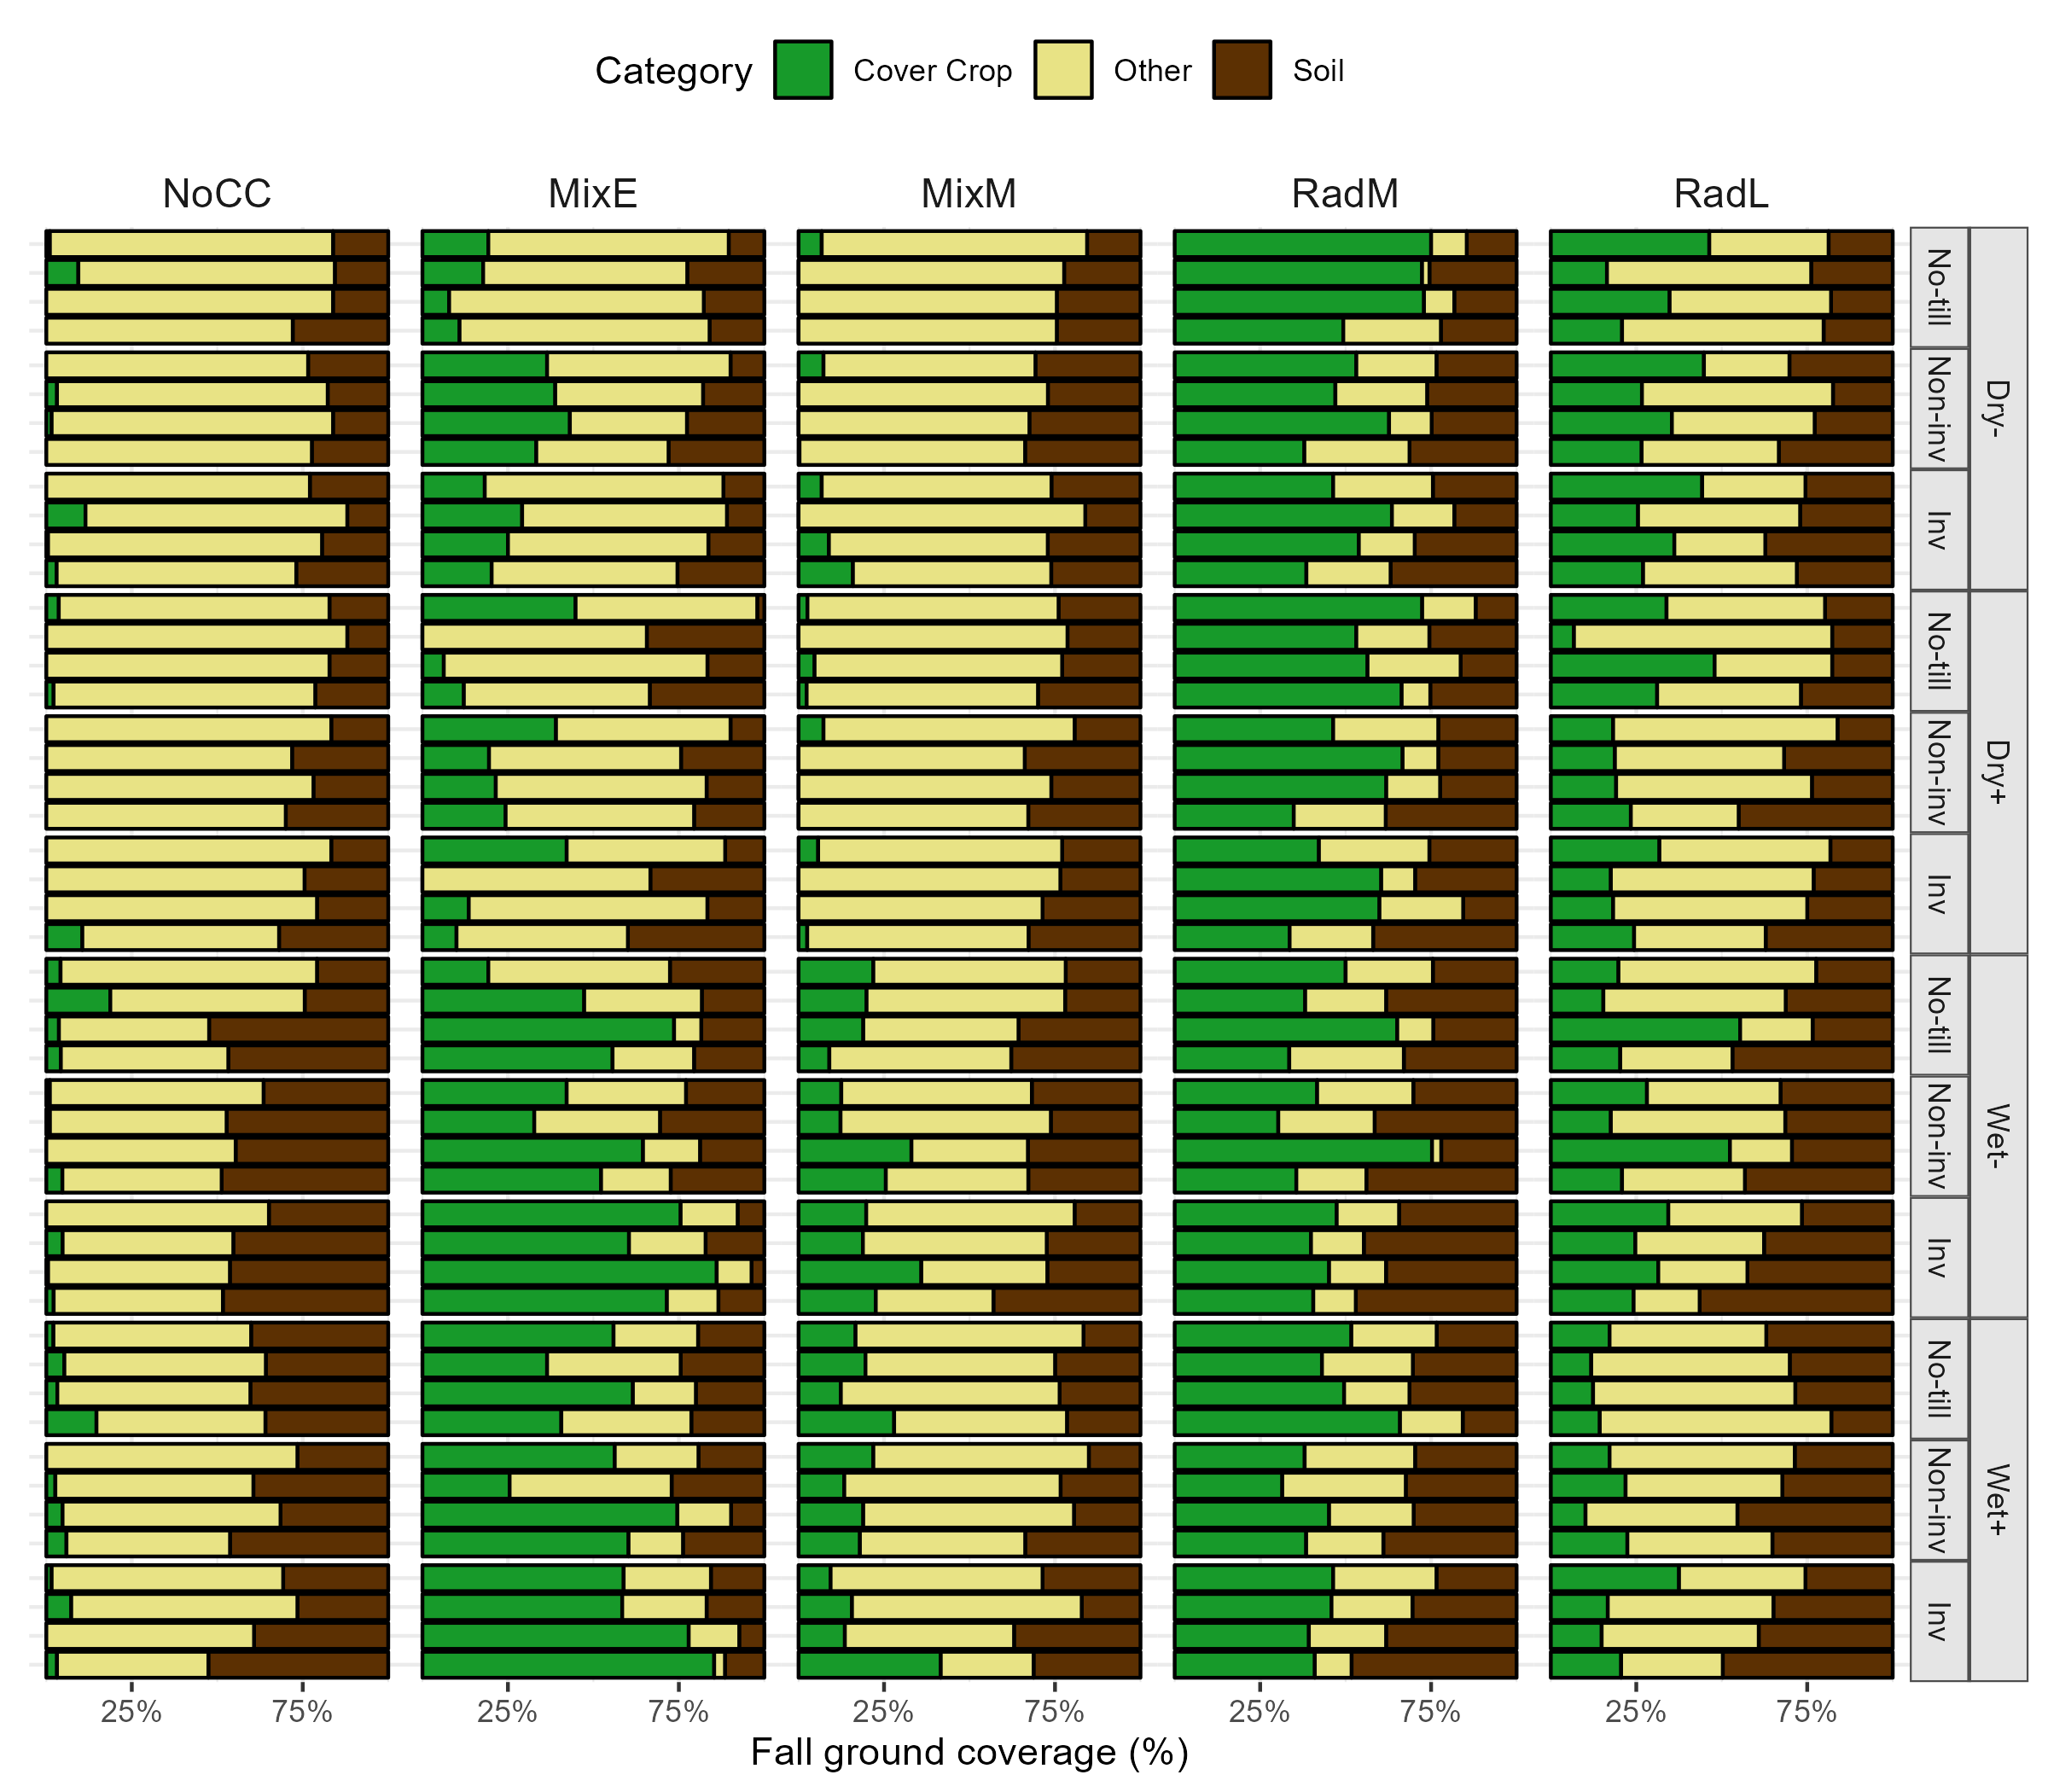 Category Cover Crop Other Soil
NoCC MixE MixM RadM RadL
No-till
Non-inv
Inv
Dry-
No-till
Non-inv
Inv
Dry+
No-till
Non-inv
Inv
Wet-
No-till
Non-inv
Inv
Wet+
25% 75% 25% 75% 25% 75% 25% 75% 25% 75%
Fall ground coverage (%)